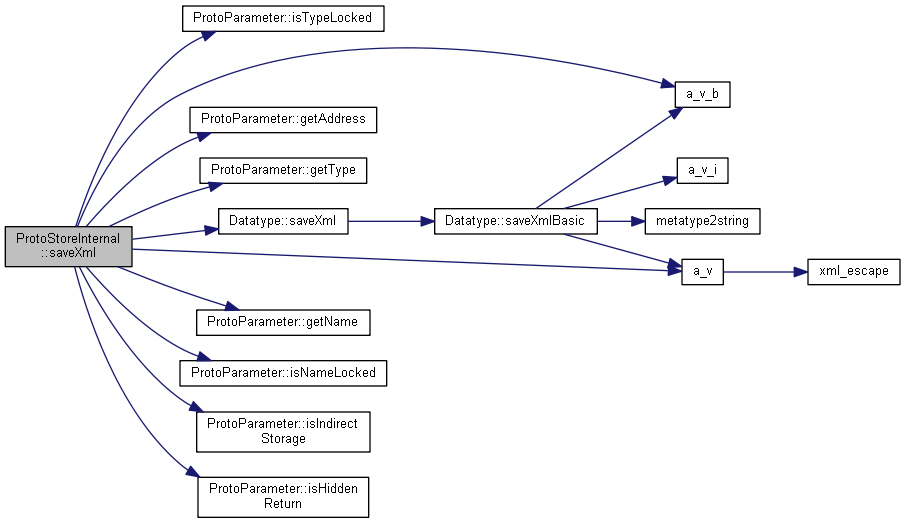 ProtoParameter::isTypeLocked
a_v_b
ProtoParameter::getAddress
ProtoParameter::getType
a_v_i
Datatype::saveXml
Datatype::saveXmlBasic
metatype2string
ProtoStoreInternal
::saveXml
a_v
xml_escape
ProtoParameter::getName
ProtoParameter::isNameLocked
ProtoParameter::isIndirect
Storage
ProtoParameter::isHidden
Return